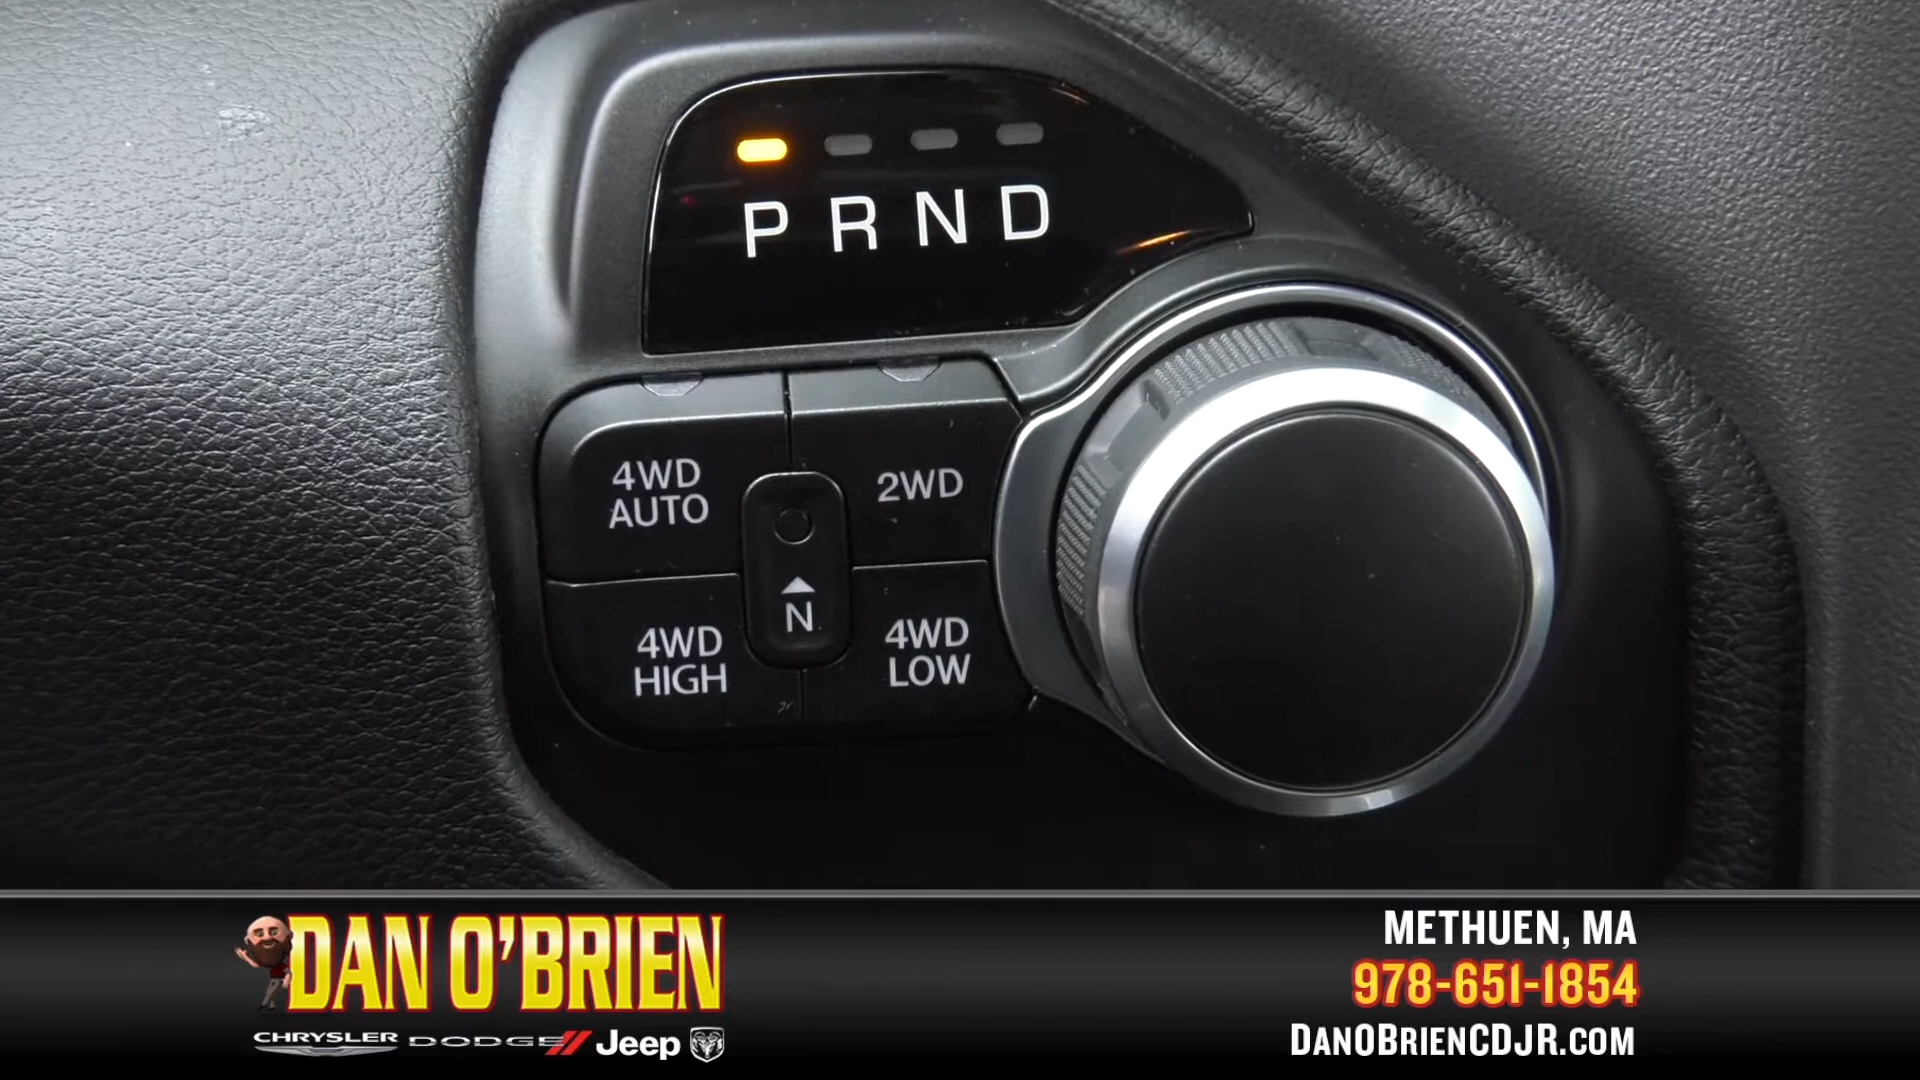 P R N D
4WD
AUTO
2WD
N
4WD
HIGH
4WD
LOW
DAN O'BRIEN
CHRYSLER DODGE Jeep
METHUEN, MA
978-651-1854
DANOBRIENCDJR.COM